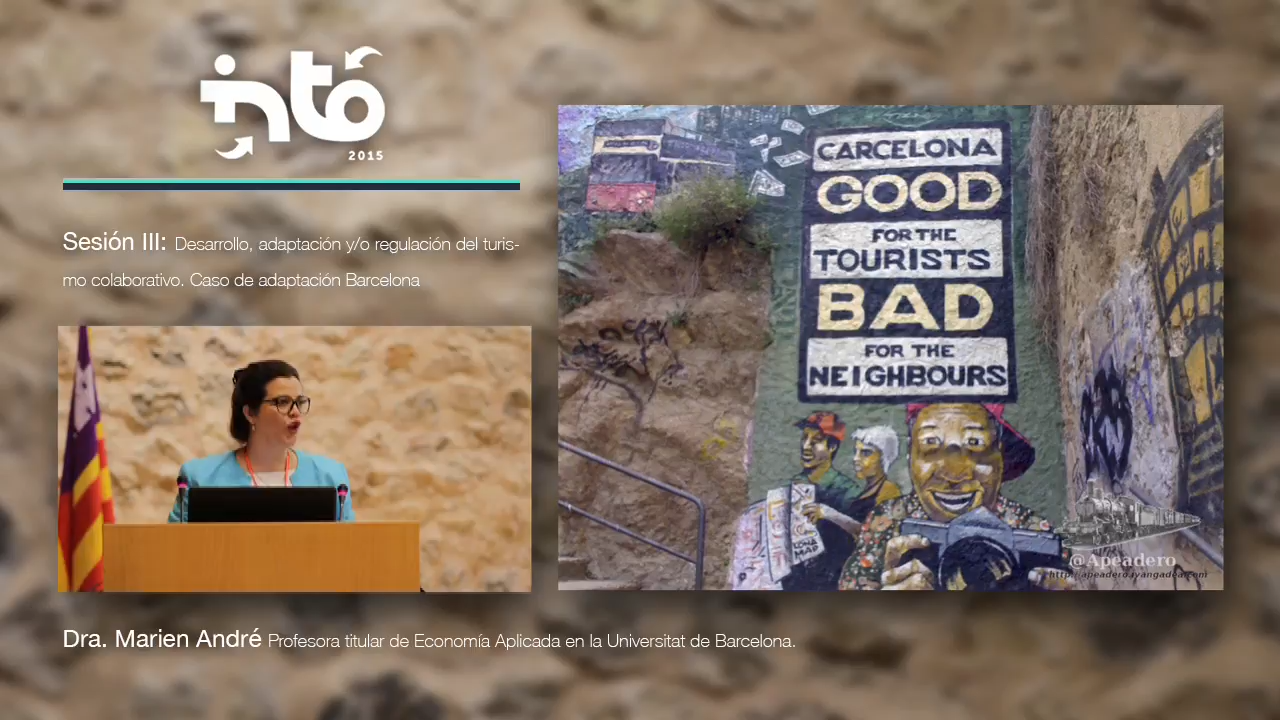 into
2015
Sesión III: Desarrollo, adaptación y/o regulación del turis-
mo colaborativo. Caso de adaptación Barcelona
CARCELONA
GOOD
FOR THE
TOURISTS
BAD
FOR THE
NEIGHBOURS
LONA
MAP
@Apeadero
Dra. Marien André Profesora titular de Economía Aplicada en la Universitat de Barcelona.